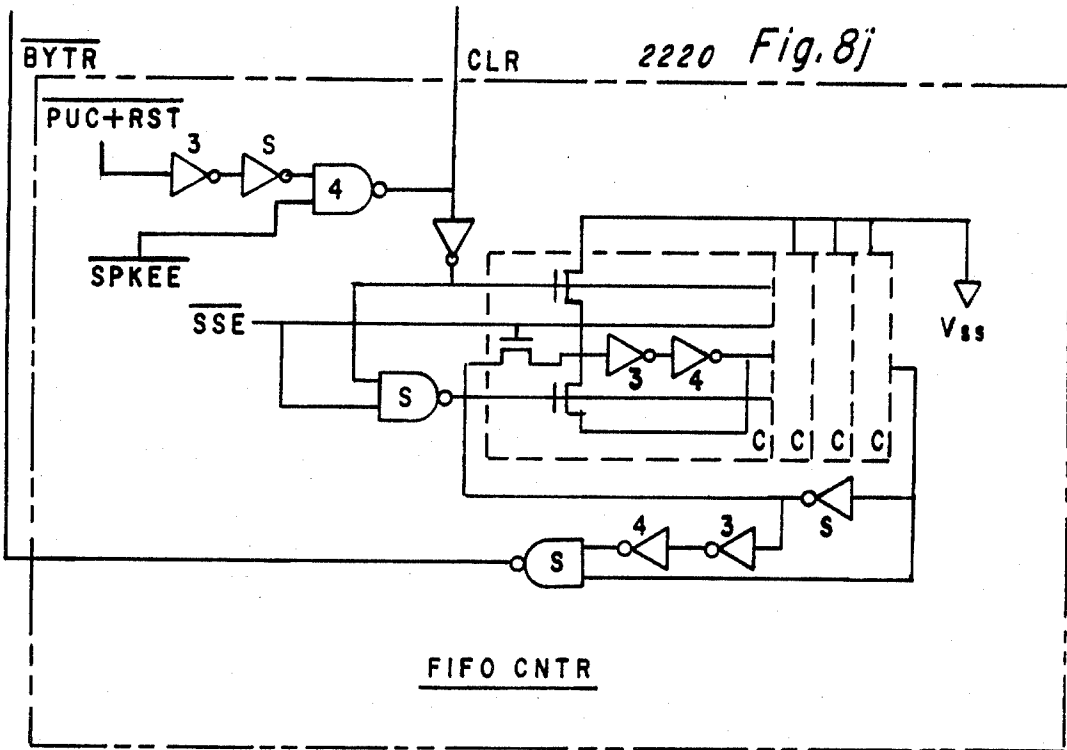 2220 Fig. 8j
BYTR
CLR
PUC+RST
3
S
4
SPKEE
SSE
Vss
3
4
S
C
C
C
C
S
4
3
S
FIFO CNTR